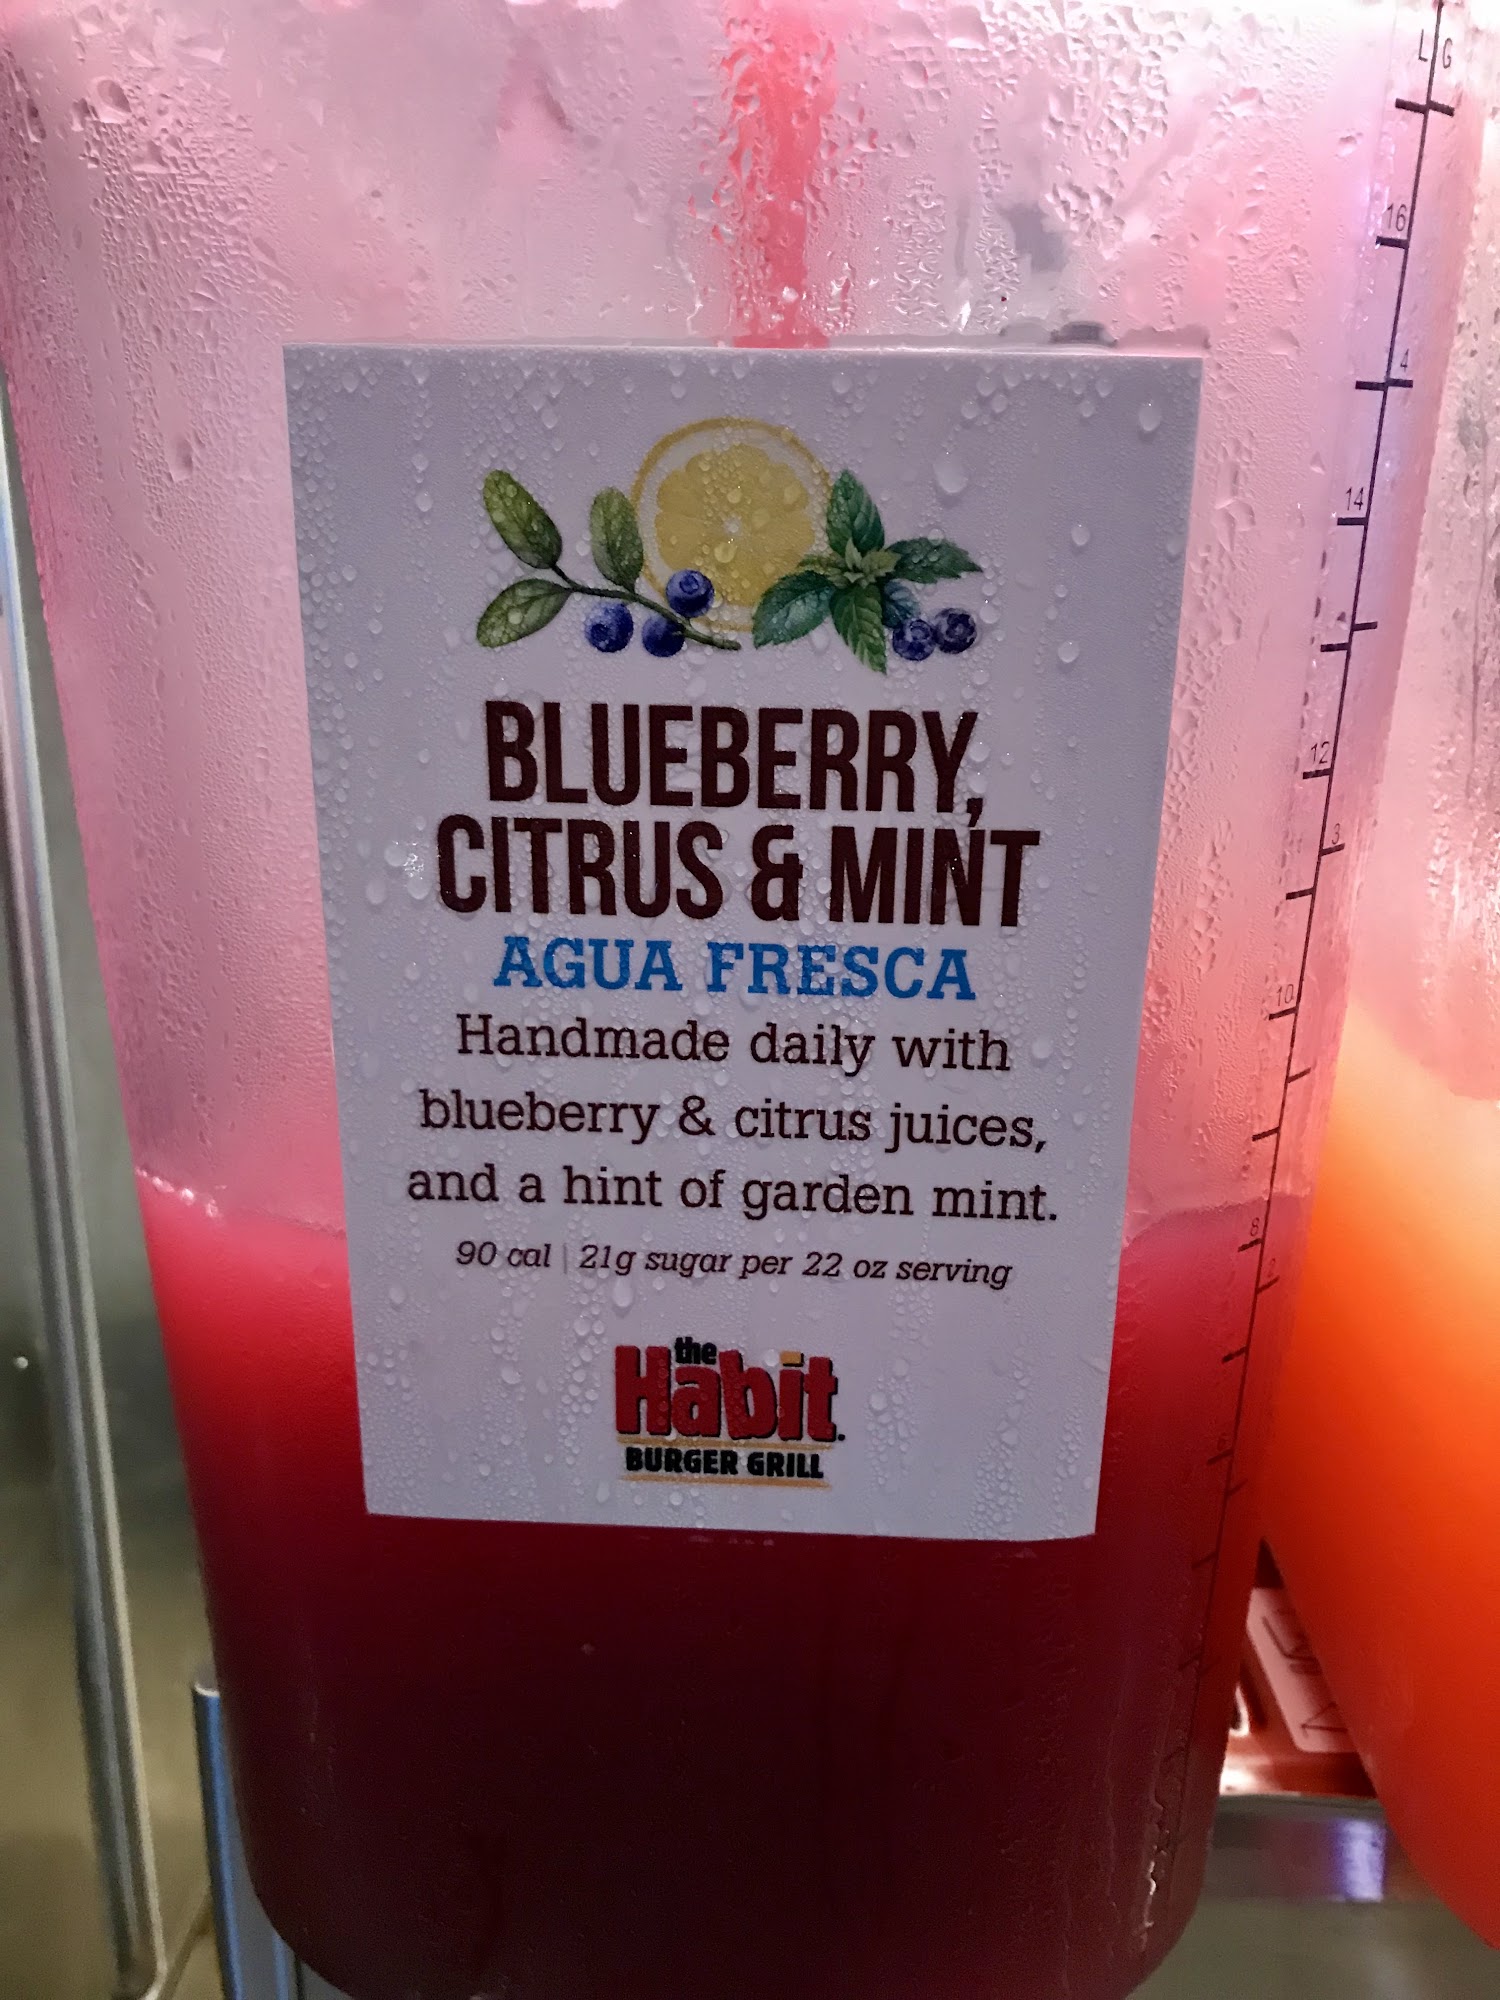 BLUEBERRY,
CITRUS & MINT
AGUA FRESCA
Handmade daily with
blueberry & citrus juices,
and a hint of garden mint.
90 cal | 21g sugar per 22 oz serving
the
Habit.
BURGER GRILL
L G
16
4
14
12
3
10
8
2
6